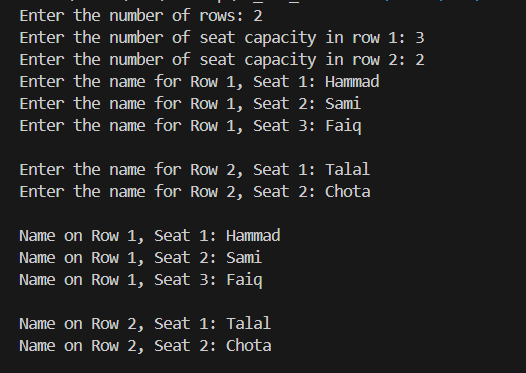 Enter the number of rows: 2
Enter the number of seat capacity in row 1: 3
Enter the number of seat capacity in row 2: 2
Enter the name for Row 1, Seat 1: Hammad
Enter the name for Row 1, Seat 2: Sami
Enter the name for Row 1, Seat 3: Faiq

Enter the name for Row 2, Seat 1: Talal
Enter the name for Row 2, Seat 2: Chota

Name on Row 1, Seat 1: Hammad
Name on Row 1, Seat 2: Sami
Name on Row 1, Seat 3: Faiq

Name on Row 2, Seat 1: Talal
Name on Row 2, Seat 2: Chota